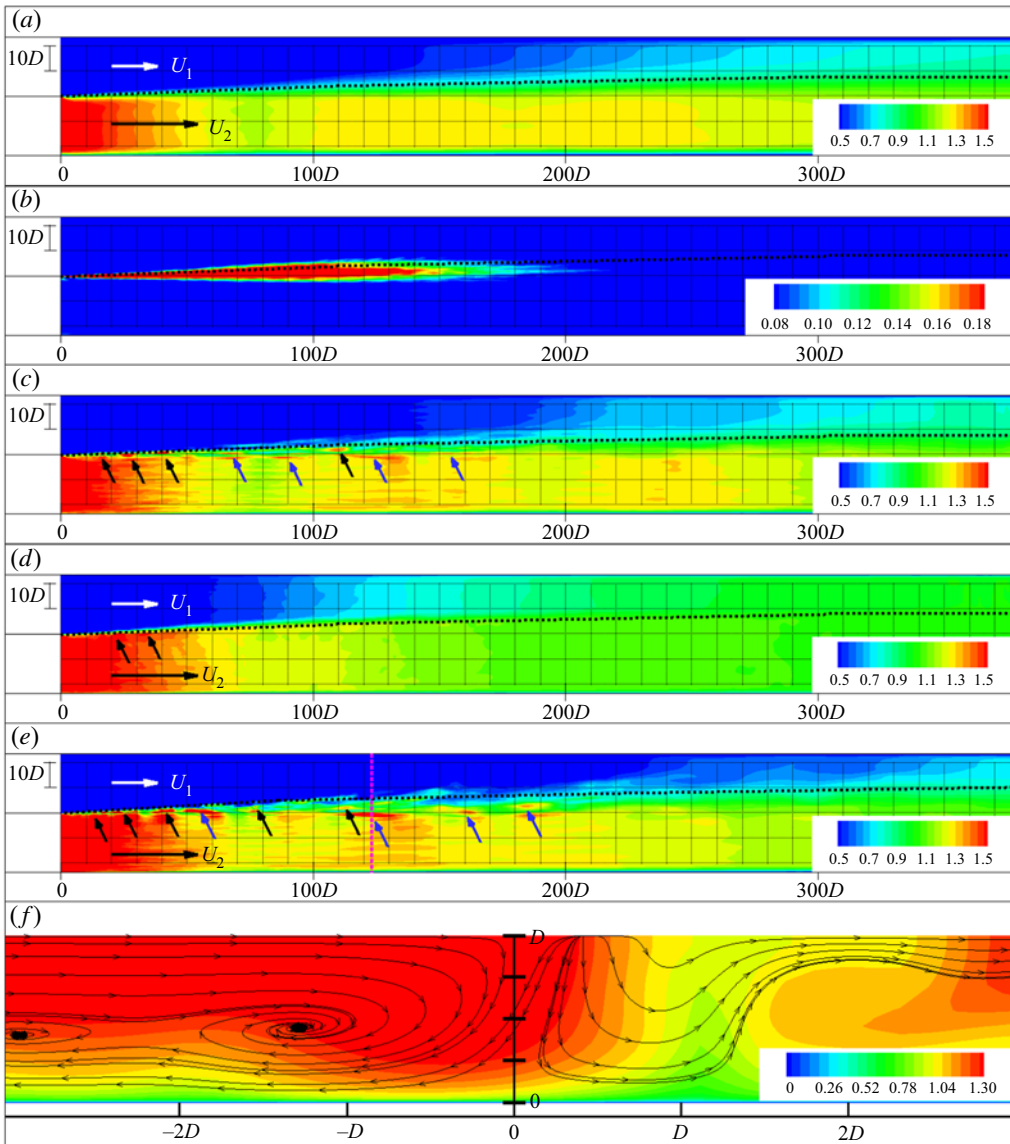 (a)
10D
U1
U2
0.5 0.7 0.9 1.1 1.3 1.5
0 100D 200D 300D
(b)
10D
0.08 0.10 0.12 0.14 0.16 0.18
0 100D 200D 300D
(c)
10D
0.5 0.7 0.9 1.1 1.3 1.5
0 100D 200D 300D
(d)
10D
U1
U2
0.5 0.7 0.9 1.1 1.3 1.5
0 100D 200D 300D
(e)
10D
U1
U2
0.5 0.7 0.9 1.1 1.3 1.5
0 100D 200D 300D
(f)
D
0 0.26 0.52 0.78 1.04 1.30
0
−2D −D 0 D 2D